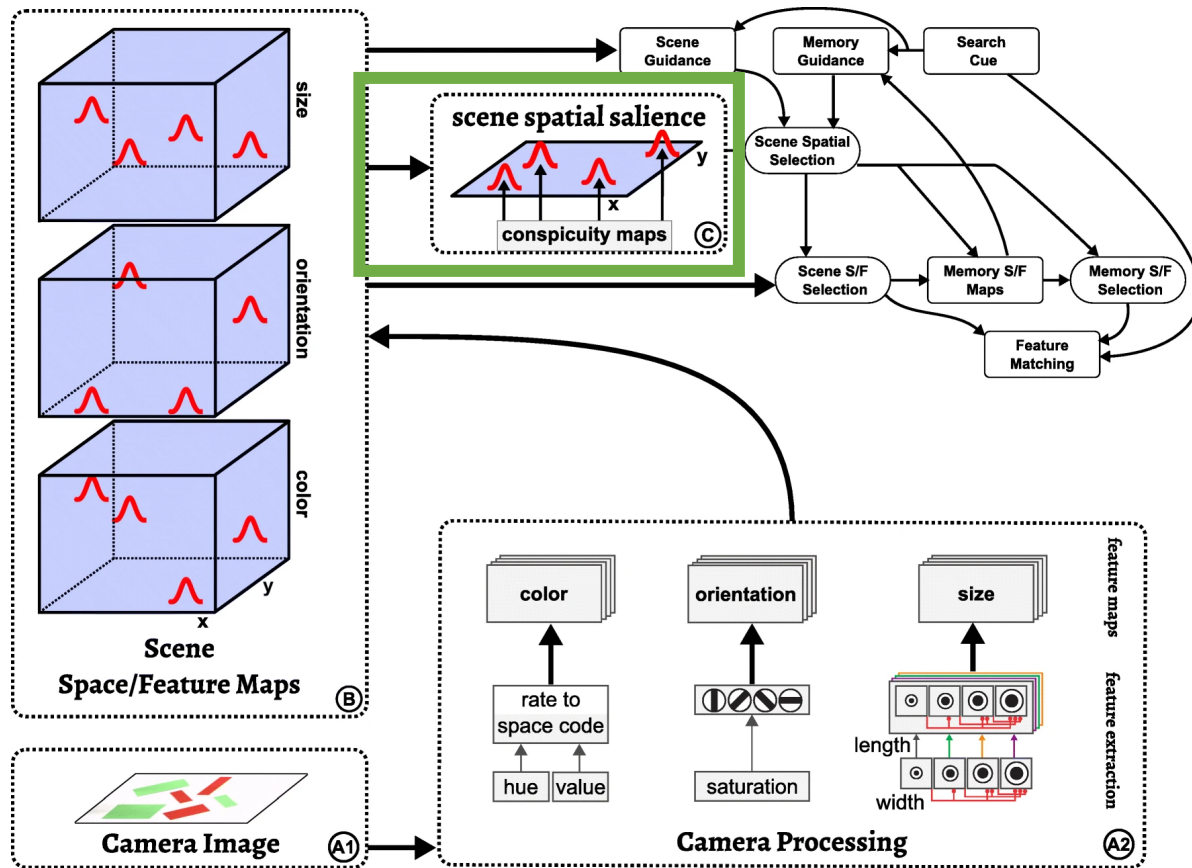 size
orientation
color
y
x
Scene
Space/Feature Maps
B
Camera Image
A1
scene spatial salience
y
x
conspicuity maps
C
Scene
Guidance
Memory
Guidance
Search
Cue
Scene Spatial
Selection
Scene S/F
Selection
Memory S/F
Maps
Memory S/F
Selection
Feature
Matching
color
orientation
size
feature maps
rate to
space code
hue
value
saturation
length
width
feature extraction
Camera Processing
A2